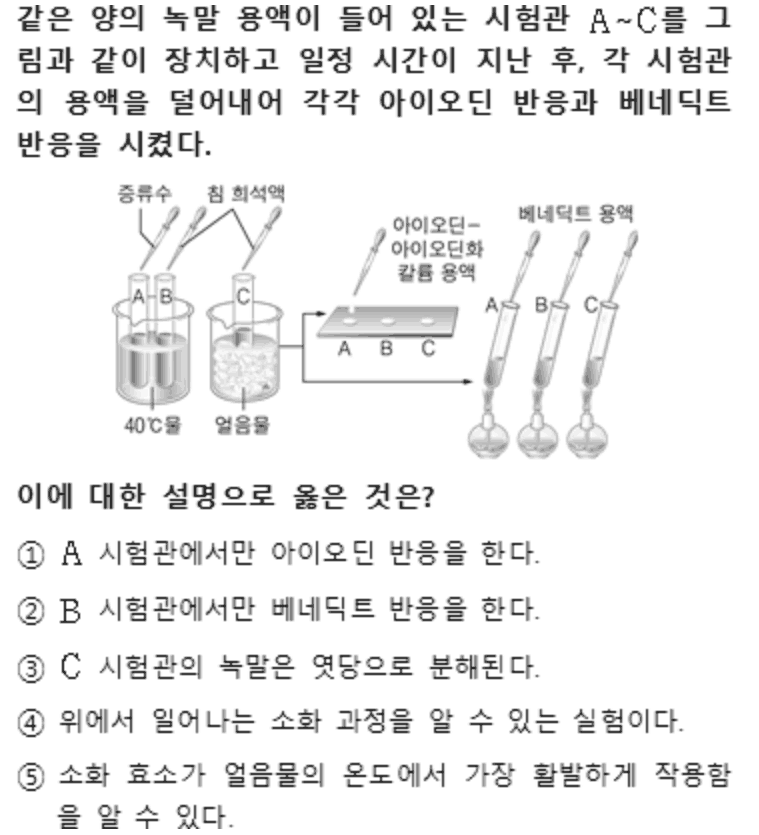 같은 양의 녹말 용액이 들어 있는 시험관 A~C를 그
림과 같이 장치하고 일정 시간이 지난 후, 각 시험관
의 용액을 덜어내어 각각 아이오딘 반응과 베네딕트
반응을 시켰다.
증류수 침 희석액
아이오딘-
아이오딘화
칼륨 용액
베네딕트 용액
A B C
A B C
A B C
40℃물 얼음물
이에 대한 설명으로 옳은 것은?
① A 시험관에서만 아이오딘 반응을 한다.
② B 시험관에서만 베네딕트 반응을 한다.
③ C 시험관의 녹말은 엿당으로 분해된다.
④ 위에서 일어나는 소화 과정을 알 수 있는 실험이다.
⑤ 소화 효소가 얼음물의 온도에서 가장 활발하게 작용함
을 알 수 있다.